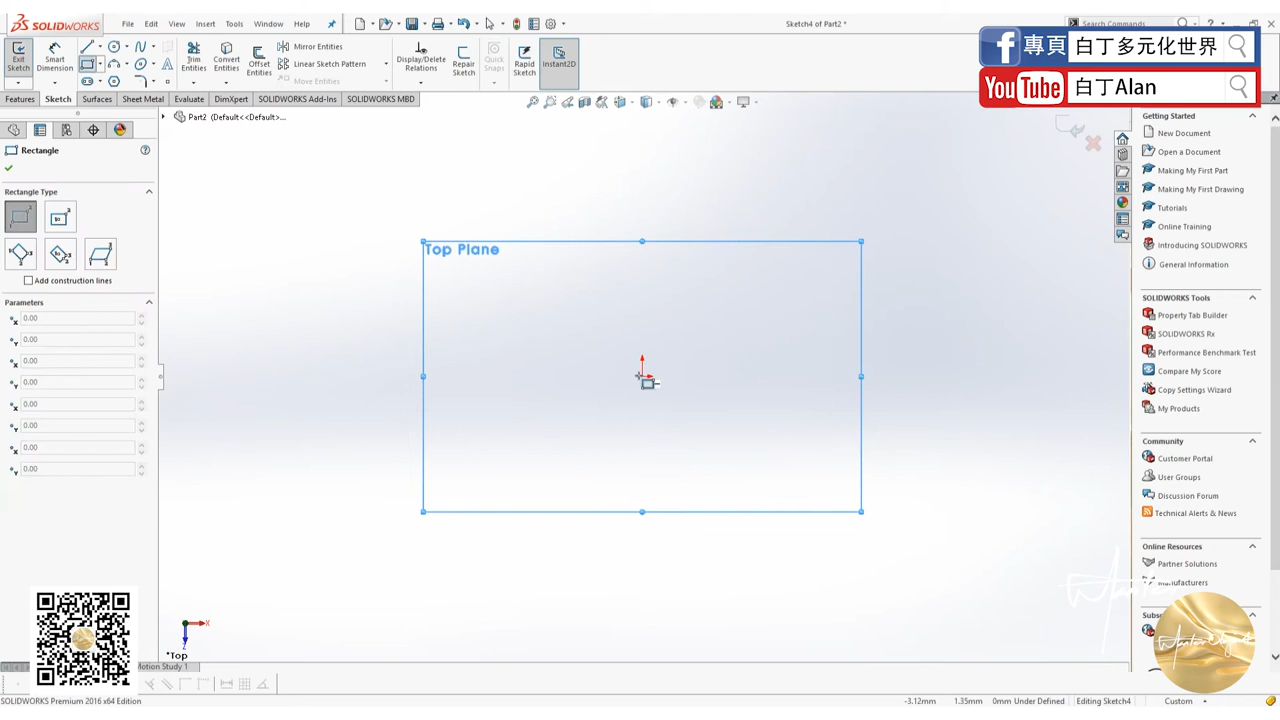 SOLIDWORKS
File Edit View Insert Tools Window Help
Sketch4 of Part2 *
Search Commands
專頁 白丁多元化世界
YouTube 白丁Alan
Exit Sketch
Smart Dimension
Trim Entities
Convert Entities
Offset Entities
Mirror Entities
Linear Sketch Pattern
Move Entities
Display/Delete Relations
Repair Sketch
Quick Snaps
Rapid Sketch
Instant2D
Features Sketch Surfaces Sheet Metal Evaluate DimXpert SOLIDWORKS Add-Ins SOLIDWORKS MBD
Part2 (Default<<Default>...
Rectangle
Rectangle Type
Add construction lines
Parameters
0.00
0.00
0.00
0.00
0.00
0.00
0.00
0.00
Top Plane
X
Z
*Top
Getting Started
New Document
Open a Document
Making My First Part
Making My First Drawing
Tutorials
Online Training
Introducing SOLIDWORKS
General Information
SOLIDWORKS Tools
Property Tab Builder
SOLIDWORKS Rx
Performance Benchmark Test
Compare My Score
Copy Settings Wizard
My Products
Community
Customer Portal
User Groups
Discussion Forum
Technical Alerts & News
Online Resources
Partner Solutions
Manufacturers
Motion Study 1
SOLIDWORKS Premium 2016 x64 Edition
-3.12mm 1.35mm 0mm Under Defined Editing Sketch4 Custom